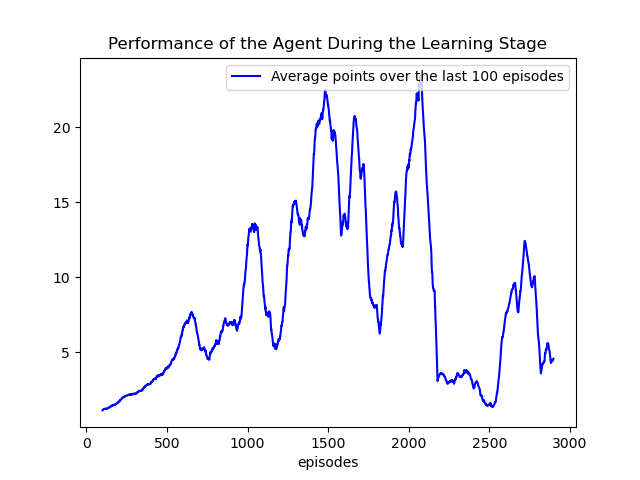 Performance of the Agent During the Learning Stage
Average points over the last 100 episodes
20
15
10
5
0 500 1000 1500 2000 2500 3000
episodes